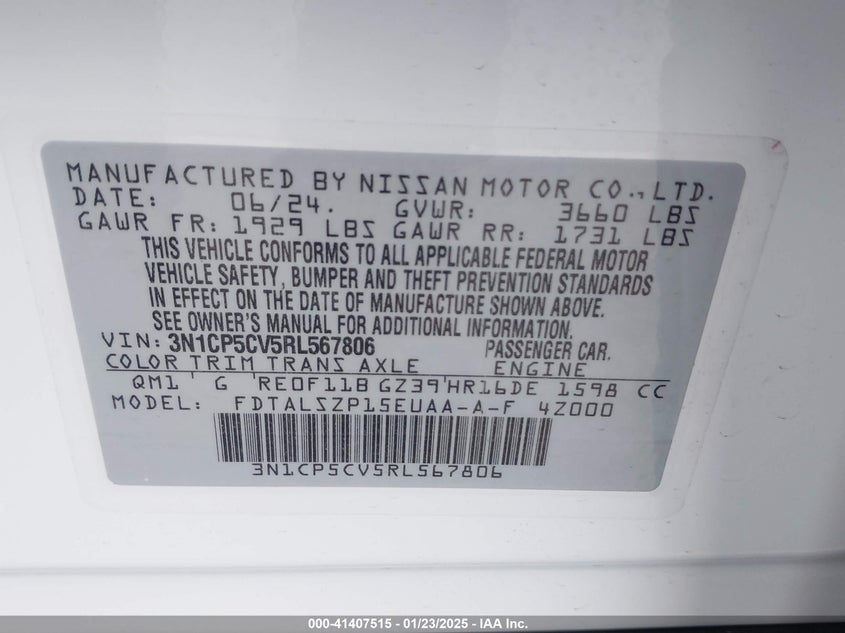 MANUFACTURED BY NISSAN MOTOR CO.,LTD.
DATE: 06/24. GVWR: 3660 LBS
GAWR FR: 1929 LBS GAWR RR: 1731 LBS
THIS VEHICLE CONFORMS TO ALL APPLICABLE FEDERAL MOTOR
VEHICLE SAFETY, BUMPER AND THEFT PREVENTION STANDARDS
IN EFFECT ON THE DATE OF MANUFACTURE SHOWN ABOVE.
SEE OWNER'S MANUAL FOR ADDITIONAL INFORMATION.
VIN: 3N1CP5CV5RL567806 PASSENGER CAR.
COLOR TRIM TRANS AXLE ENGINE
QM1 ' G 'RE0F11B GZ39'HR16DE 1598 CC
MODEL: FDTALSZP15EUAA-A-F 4Z000
3N1CP5CV5RL567806
000-41407515 - 01/23/2025 - IAA Inc.